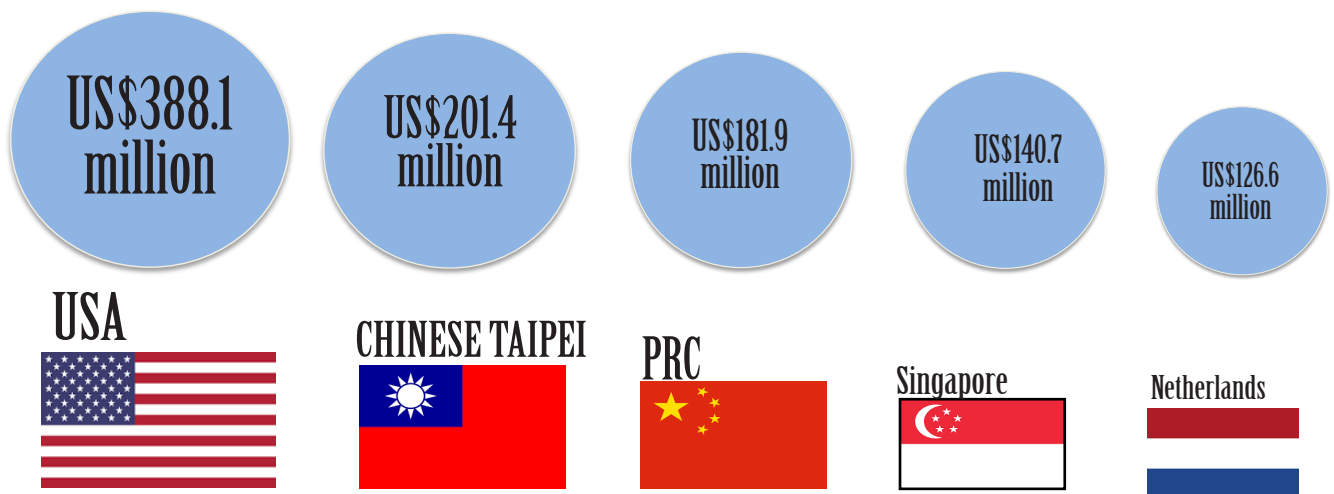 US$388.1
million
US$201.4
million
US$181.9
million
US$140.7
million
US$126.6
million
USA
CHINESE TAIPEI
PRC
Singapore
Netherlands